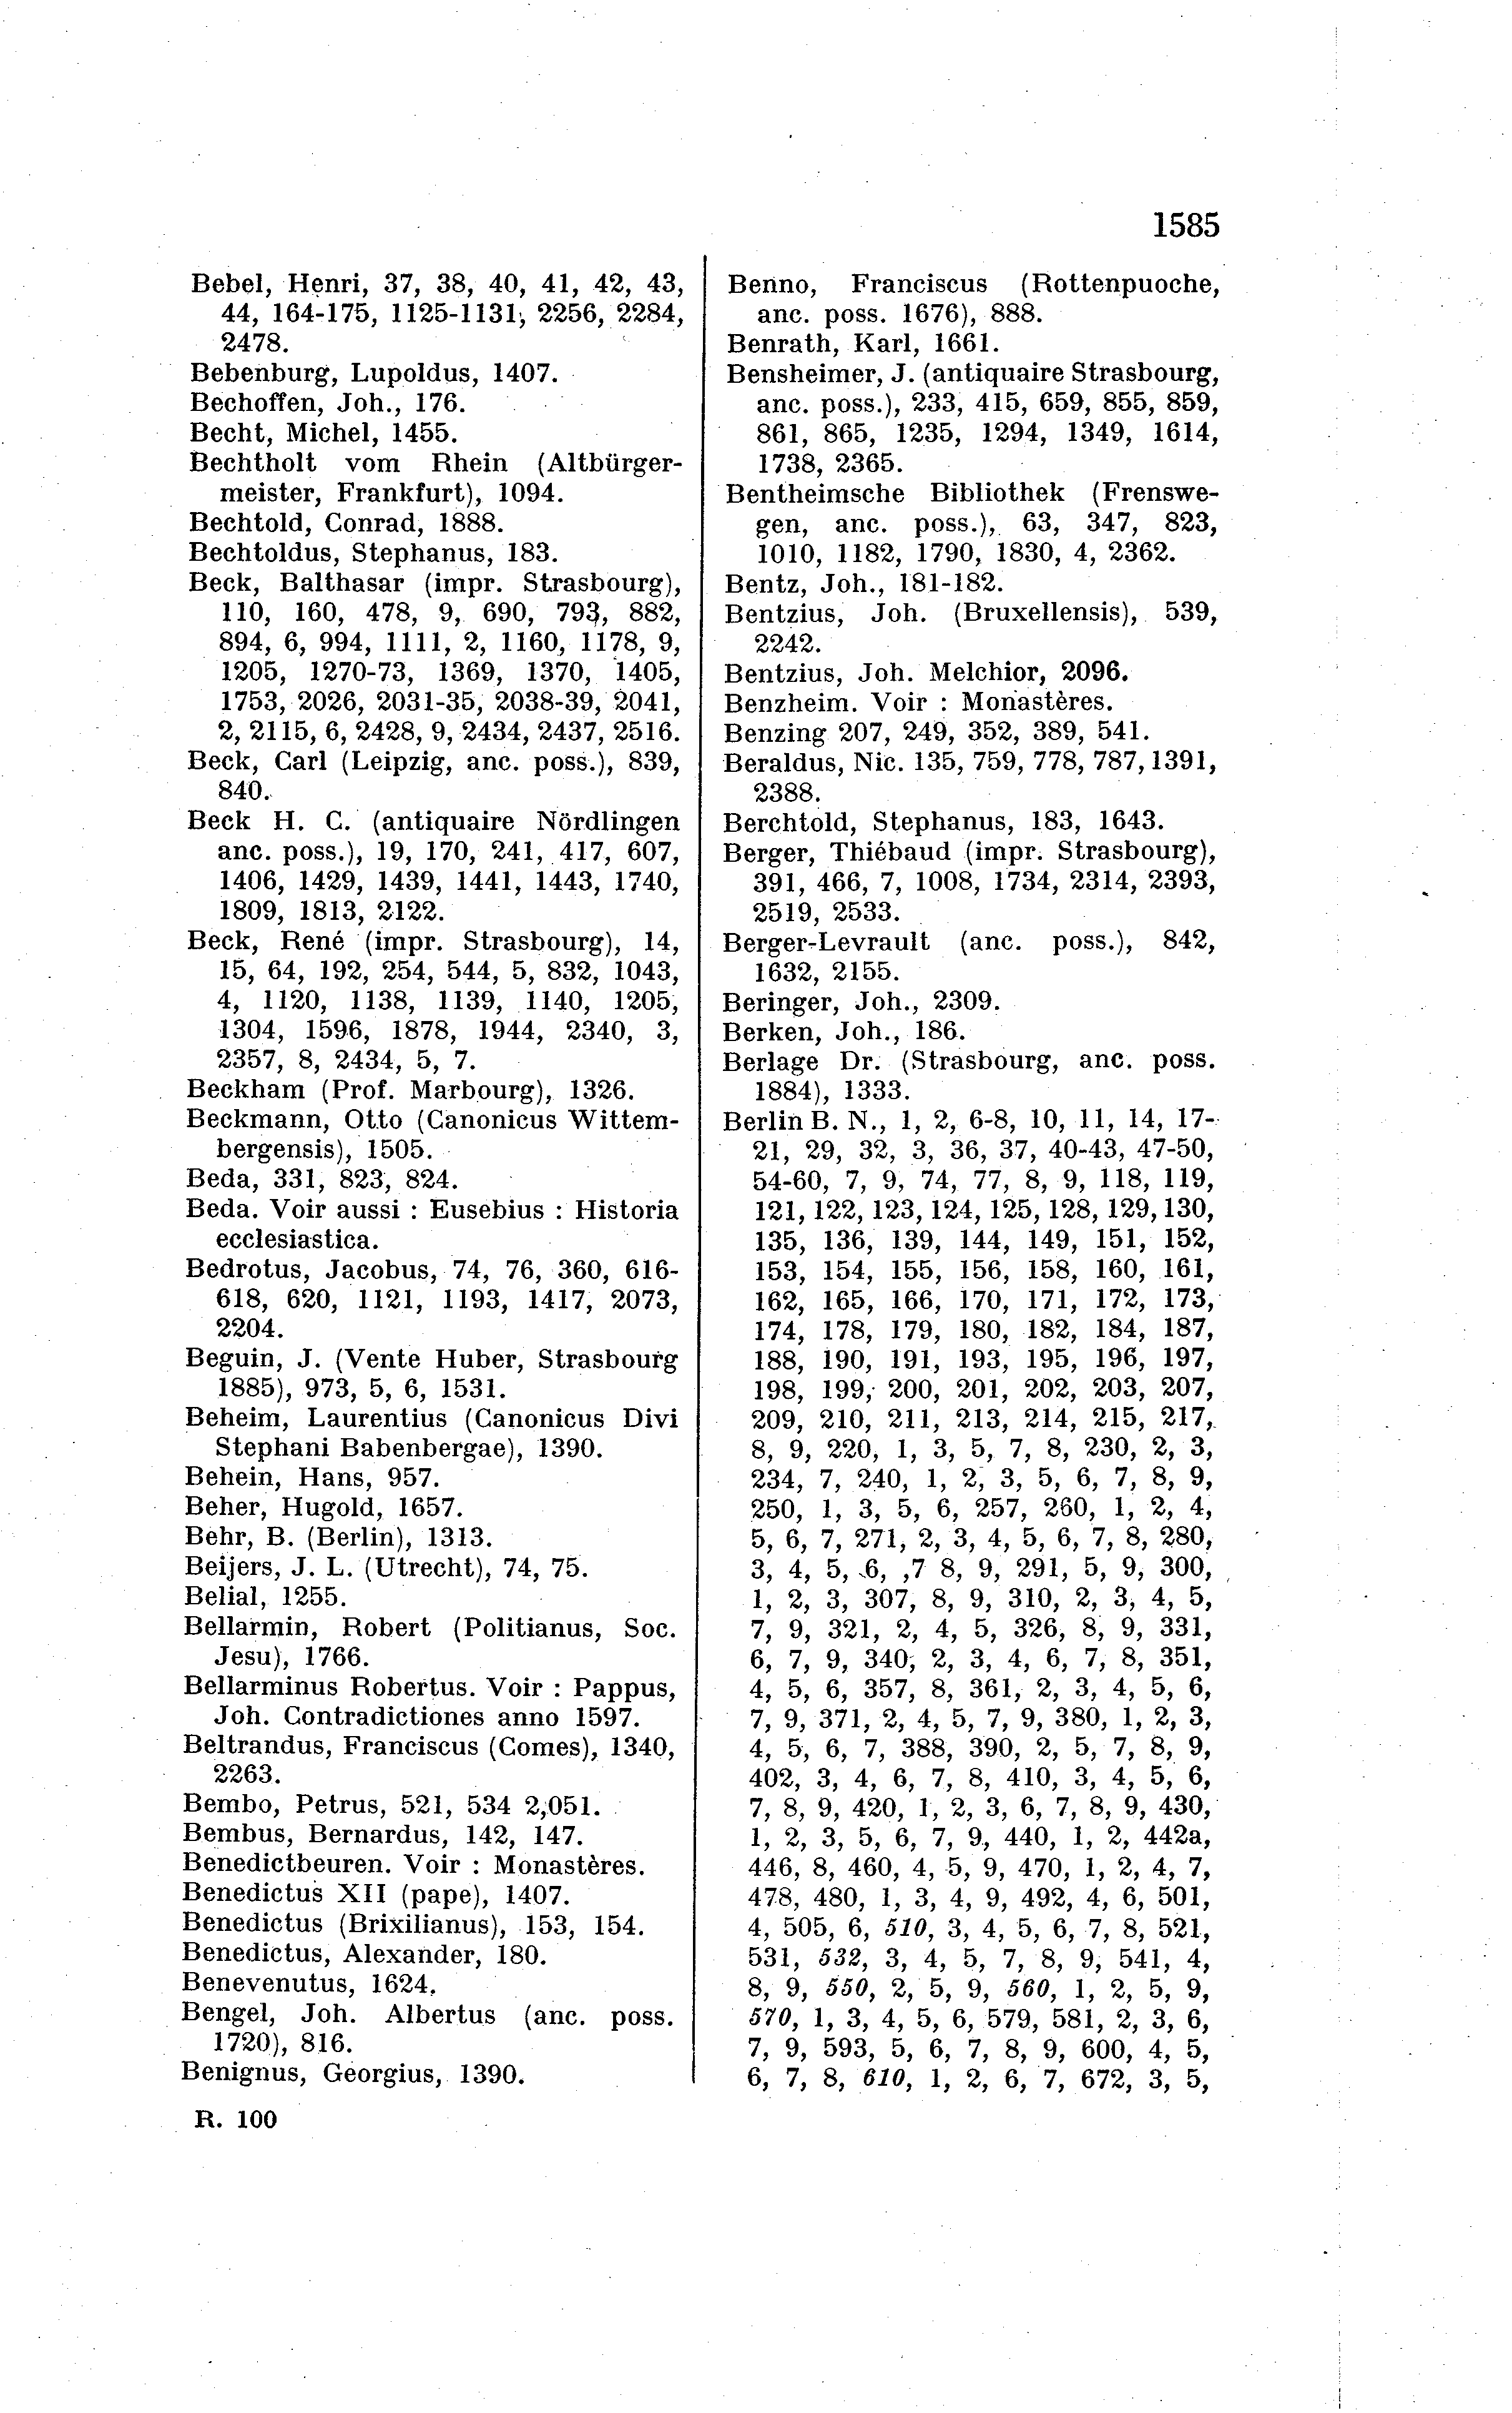 1585
Bebel, Henri, 37, 38, 40, 41, 42, 43,
44, 164-175, 1125-1131, 2256, 2284,
2478.
Bebenburg, Lupoldus, 1407.
Bechoffen, Joh., 176.
Becht, Michel, 1455.
Bechtholt vom Rhein (Altbürger-
meister, Frankfurt), 1094.
Bechtold, Conrad, 1888.
Bechtoldus, Stephanus, 183.
Beck, Balthasar (impr. Strasbourg),
110, 160, 478, 9, 690, 793, 882,
894, 6, 994, 1111, 2, 1160, 1178, 9,
1205, 1270-73, 1369, 1370, 1405,
1753, 2026, 2031-35, 2038-39, 2041,
2, 2115, 6, 2428, 9, 2434, 2437, 2516.
Beck, Carl (Leipzig, anc. poss.), 839,
840.
Beck H. C. (antiquaire Nördlingen
anc. poss.), 19, 170, 241, 417, 607,
1406, 1429, 1439, 1441, 1443, 1740,
1809, 1813, 2122.
Beck, René (impr. Strasbourg), 14,
15, 64, 192, 254, 544, 5, 832, 1043,
4, 1120, 1138, 1139, 1140, 1205,
1304, 1596, 1878, 1944, 2340, 3,
2357, 8, 2434, 5, 7.
Beckham (Prof. Marbourg), 1326.
Beckmann, Otto (Canonicus Wittem-
bergensis), 1505.
Beda, 331, 823, 824.
Beda. Voir aussi : Eusebius : Historia
ecclesiastica.
Bedrotus, Jacobus, 74, 76, 360, 616-
618, 620, 1121, 1193, 1417, 2073,
2204.
Beguin, J. (Vente Huber, Strasbourg
1885), 973, 5, 6, 1531.
Beheim, Laurentius (Canonicus Divi
Stephani Babenbergae), 1390.
Behein, Hans, 957.
Beher, Hugold, 1657.
Behr, B. (Berlin), 1313.
Beijers, J. L. (Utrecht), 74, 75.
Belial, 1255.
Bellarmin, Robert (Politianus, Soc.
Jesu), 1766.
Bellarminus Robertus. Voir : Pappus,
Joh. Contradictiones anno 1597.
Beltrandus, Franciscus (Comes), 1340,
2263.
Bembo, Petrus, 521, 534 2,051.
Bembus, Bernardus, 142, 147.
Benedictbeuren. Voir : Monastères.
Benedictus XII (pape), 1407.
Benedictus (Brixilianus), 153, 154.
Benedictus, Alexander, 180.
Benevenutus, 1624.
Bengel, Joh. Albertus (anc. poss.
1720), 816.
Benignus, Georgius, 1390.
R. 100
Benno, Franciscus (Rottenpuoche,
anc. poss. 1676), 888.
Benrath, Karl, 1661.
Bensheimer, J. (antiquaire Strasbourg,
anc. poss.), 233, 415, 659, 855, 859,
861, 865, 1235, 1294, 1349, 1614,
1738, 2365.
Bentheimsche Bibliothek (Frenswe-
gen, anc. poss.), 63, 347, 823,
1010, 1182, 1790, 1830, 4, 2362.
Bentz, Joh., 181-182.
Bentzius, Joh. (Bruxellensis), 539,
2242.
Bentzius, Joh. Melchior, 2096.
Benzheim. Voir : Monastères.
Benzing 207, 249, 352, 389, 541.
Beraldus, Nic. 135, 759, 778, 787, 1391,
2388.
Berchtold, Stephanus, 183, 1643.
Berger, Thiébaud (impr. Strasbourg),
391, 466, 7, 1008, 1734, 2314, 2393,
2519, 2533.
Berger-Levrault (anc. poss.), 842,
1632, 2155.
Beringer, Joh., 2309.
Berken, Joh., 186.
Berlage Dr. (Strasbourg, anc. poss.
1884), 1333.
Berlin B. N., 1, 2, 6-8, 10, 11, 14, 17-
21, 29, 32, 3, 36, 37, 40-43, 47-50,
54-60, 7, 9, 74, 77, 8, 9, 118, 119,
121, 122, 123, 124, 125, 128, 129, 130,
135, 136, 139, 144, 149, 151, 152,
153, 154, 155, 156, 158, 160, 161,
162, 165, 166, 170, 171, 172, 173,
174, 178, 179, 180, 182, 184, 187,
188, 190, 191, 193, 195, 196, 197,
198, 199, 200, 201, 202, 203, 207,
209, 210, 211, 213, 214, 215, 217,
8, 9, 220, 1, 3, 5, 7, 8, 230, 2, 3,
234, 7, 240, 1, 2, 3, 5, 6, 7, 8, 9,
250, 1, 3, 5, 6, 257, 260, 1, 2, 4,
5, 6, 7, 271, 2, 3, 4, 5, 6, 7, 8, 280,
3, 4, 5, 6, ,7 8, 9, 291, 5, 9, 300,
1, 2, 3, 307, 8, 9, 310, 2, 3, 4, 5,
7, 9, 321, 2, 4, 5, 326, 8, 9, 331,
6, 7, 9, 340, 2, 3, 4, 6, 7, 8, 351,
4, 5, 6, 357, 8, 361, 2, 3, 4, 5, 6,
7, 9, 371, 2, 4, 5, 7, 9, 380, 1, 2, 3,
4, 5, 6, 7, 388, 390, 2, 5, 7, 8, 9,
402, 3, 4, 6, 7, 8, 410, 3, 4, 5, 6,
7, 8, 9, 420, 1, 2, 3, 6, 7, 8, 9, 430,
1, 2, 3, 5, 6, 7, 9, 440, 1, 2, 442a,
446, 8, 460, 4, 5, 9, 470, 1, 2, 4, 7,
478, 480, 1, 3, 4, 9, 492, 4, 6, 501,
4, 505, 6, 510, 3, 4, 5, 6, 7, 8, 521,
531, 532, 3, 4, 5, 7, 8, 9, 541, 4,
8, 9, 550, 2, 5, 9, 560, 1, 2, 5, 9,
570, 1, 3, 4, 5, 6, 579, 581, 2, 3, 6,
7, 9, 593, 5, 6, 7, 8, 9, 600, 4, 5,
6, 7, 8, 610, 1, 2, 6, 7, 672, 3, 5,